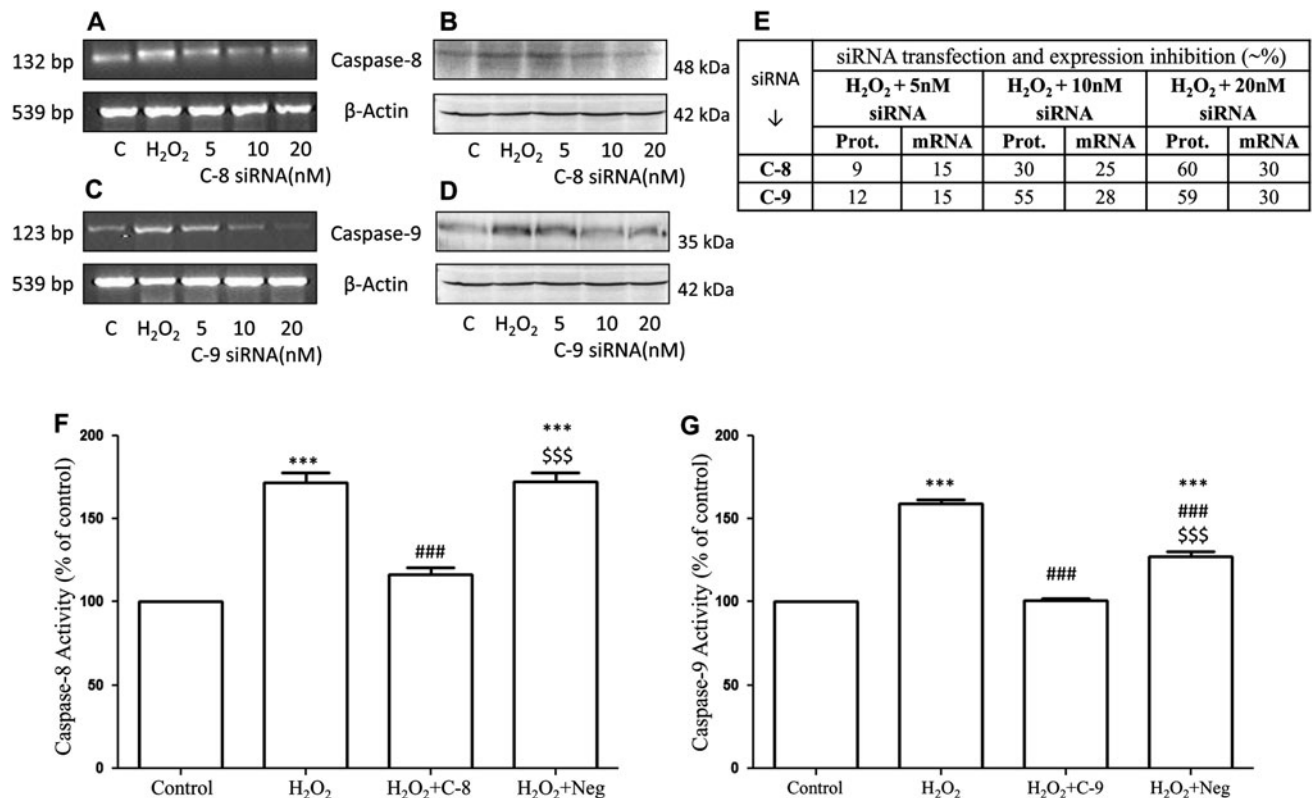 A
132 bp
Caspase-8
539 bp
β-Actin
C H₂O₂ 5 10 20
C-8 siRNA(nM)
B
48 kDa
42 kDa
C H₂O₂ 5 10 20
C-8 siRNA(nM)
C
123 bp
Caspase-9
539 bp
β-Actin
C H₂O₂ 5 10 20
C-9 siRNA(nM)
D
35 kDa
42 kDa
C H₂O₂ 5 10 20
C-9 siRNA(nM)
E
siRNA ↓
siRNA transfection and expression inhibition (~%)
H₂O₂ + 5nM siRNA H₂O₂ + 10nM siRNA H₂O₂ + 20nM siRNA
Prot. mRNA Prot. mRNA Prot. mRNA
C-8 9 15 30 25 60 30
C-9 12 15 55 28 59 30
F
Caspase-8 Activity (% of control)
200
150
100
50
0
***
###
***
$$$
Control H₂O₂ H₂O₂+C-8 H₂O₂+Neg
G
Caspase-9 Activity (% of control)
200
150
100
50
0
***
###
***
###
$$$
Control H₂O₂ H₂O₂+C-9 H₂O₂+Neg